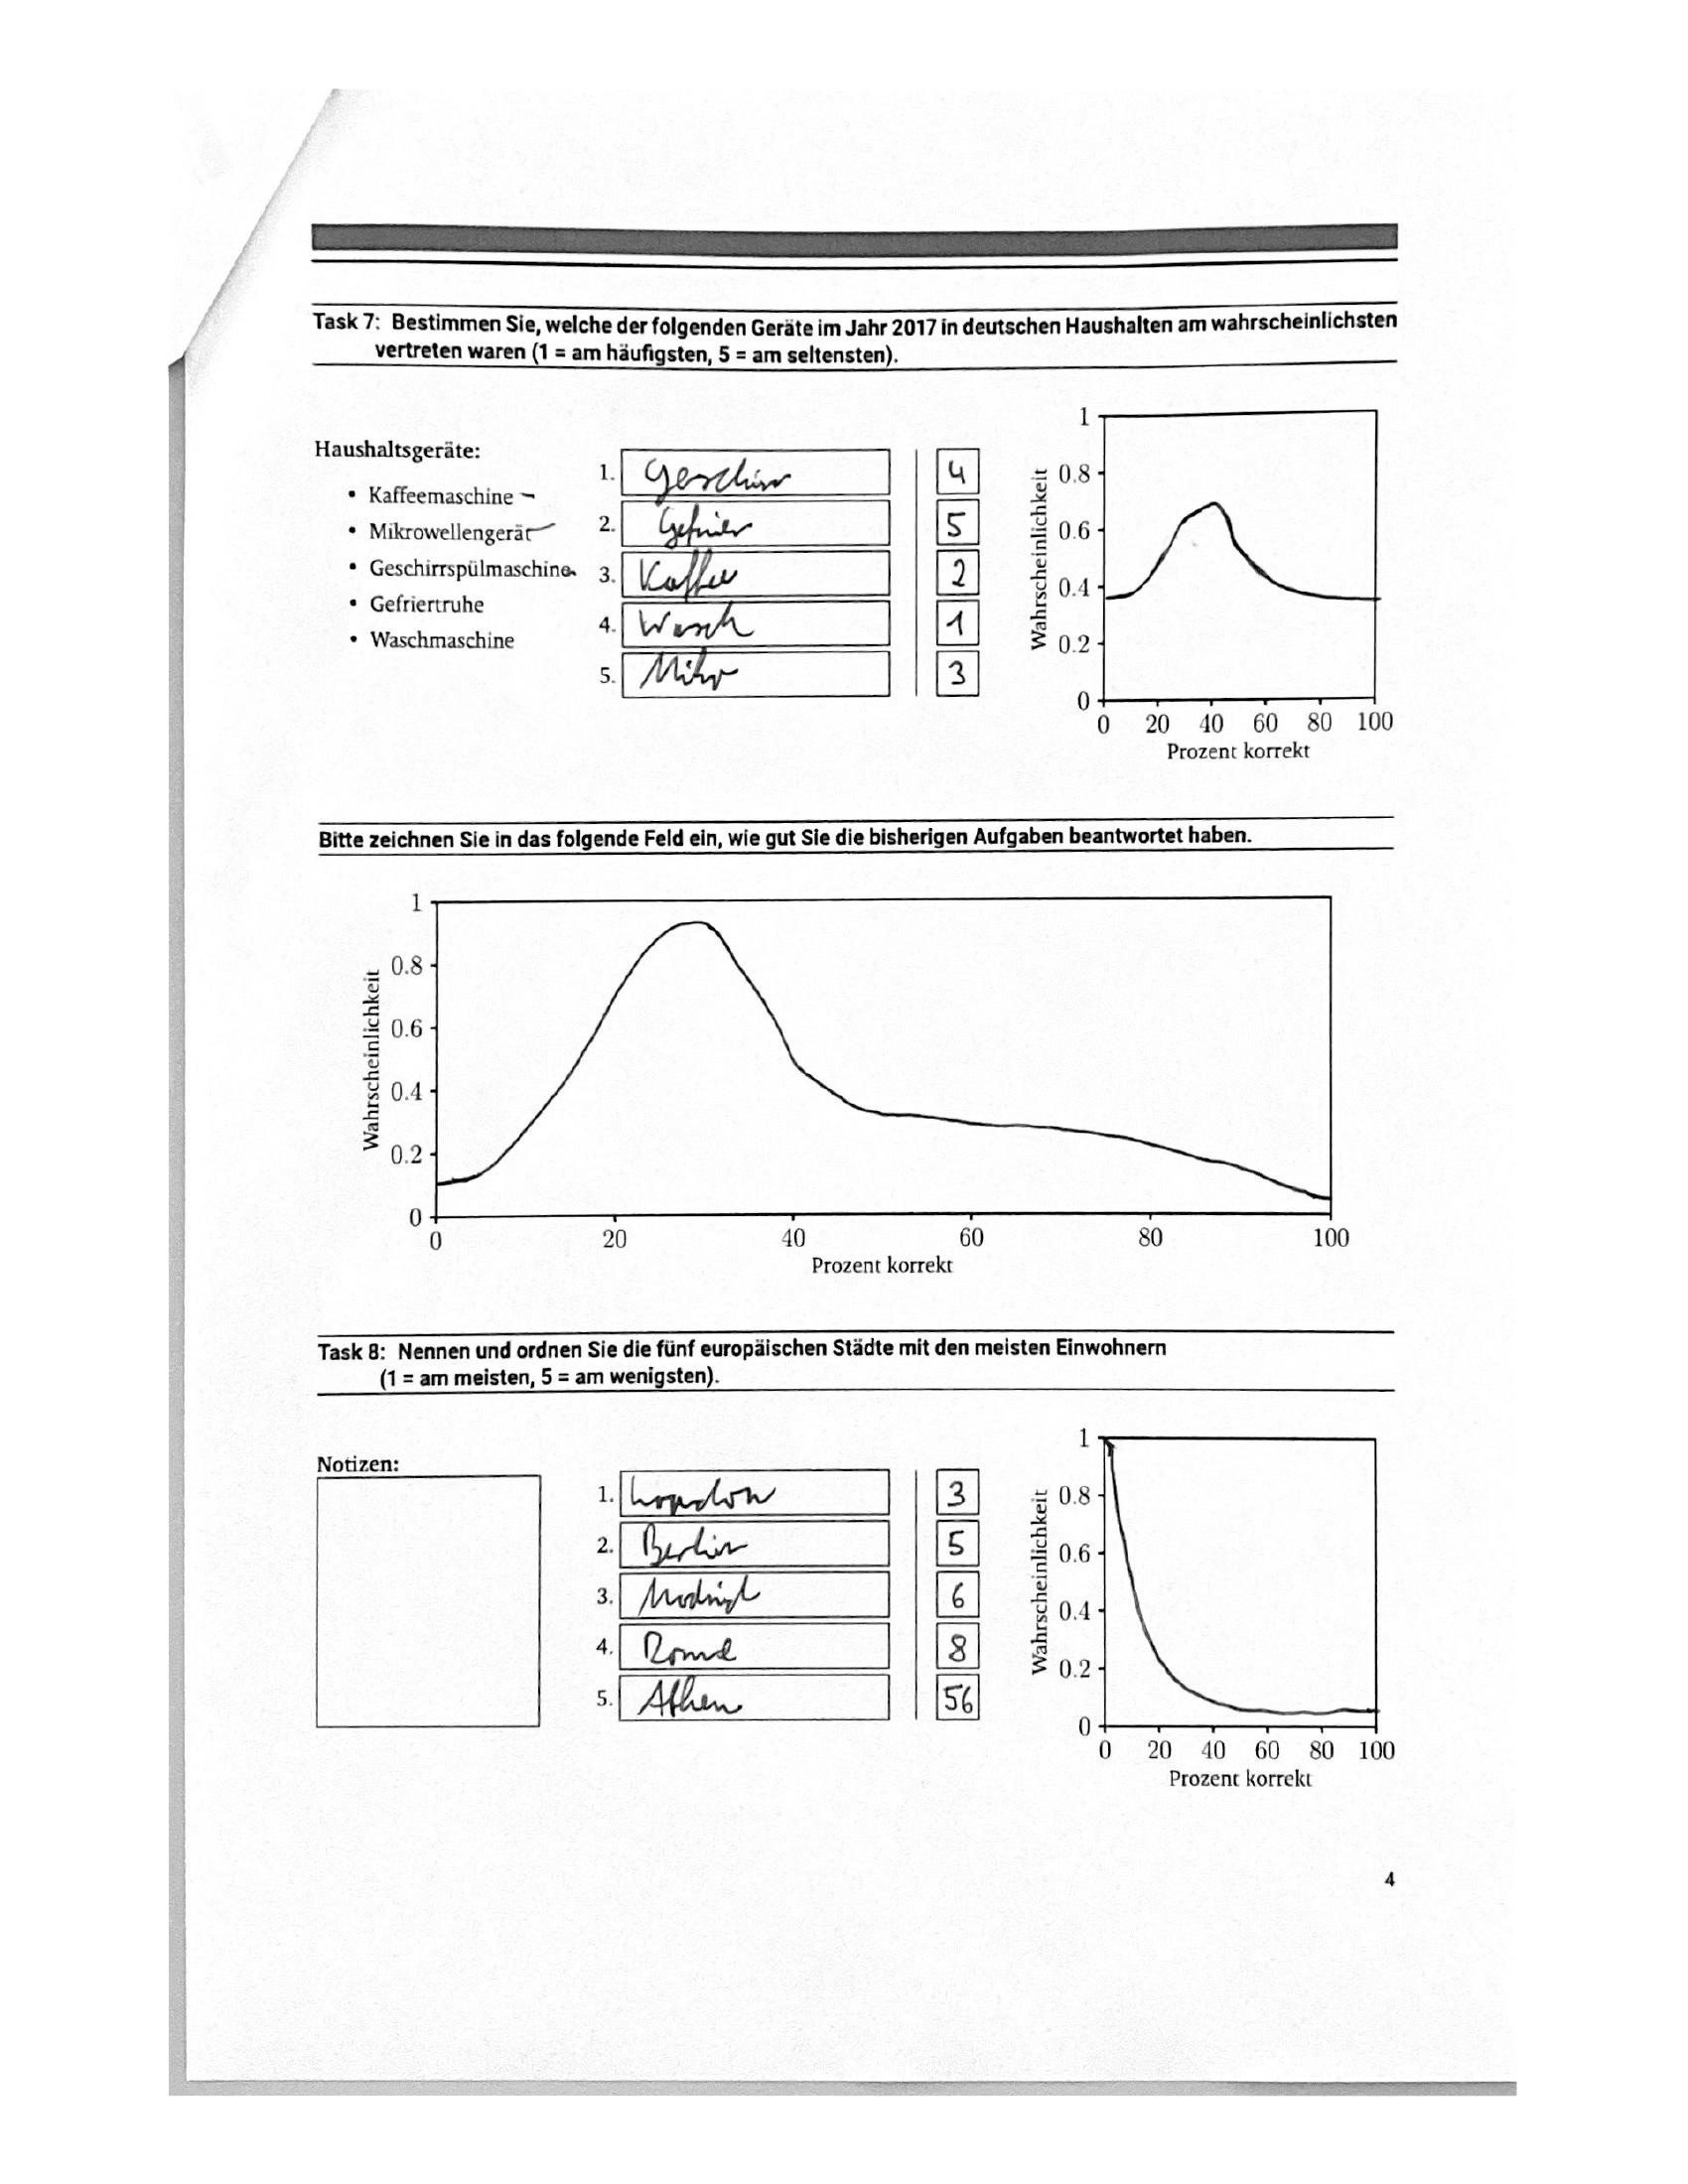 Task 7: Bestimmen Sie, welche der folgenden Geräte im Jahr 2017 in deutschen Haushalten am wahrscheinlichsten
vertreten waren (1 = am häufigsten, 5 = am seltensten).
Haushaltsgeräte:
• Kaffeemaschine
• Mikrowellengerät
• Geschirrspülmaschine
• Gefriertruhe
• Waschmaschine
1. Geschirr 4
2. Gefrier 5
3. Kaffee 2
4. Wasch 1
5. Mikr 3
1
0.8
0.6
0.4
0.2
0
Wahrscheinlichkeit
0 20 40 60 80 100
Prozent korrekt
Bitte zeichnen Sie in das folgende Feld ein, wie gut Sie die bisherigen Aufgaben beantwortet haben.
1
0.8
0.6
0.4
0.2
0
Wahrscheinlichkeit
0 20 40 60 80 100
Prozent korrekt
Task 8: Nennen und ordnen Sie die fünf europäischen Städte mit den meisten Einwohnern
(1 = am meisten, 5 = am wenigsten).
Notizen:
1. 3
2. Berlin 5
3. Madrid 6
4. Rome 8
5. Athen 56
1
0.8
0.6
0.4
0.2
0
Wahrscheinlichkeit
0 20 40 60 80 100
Prozent korrekt
4